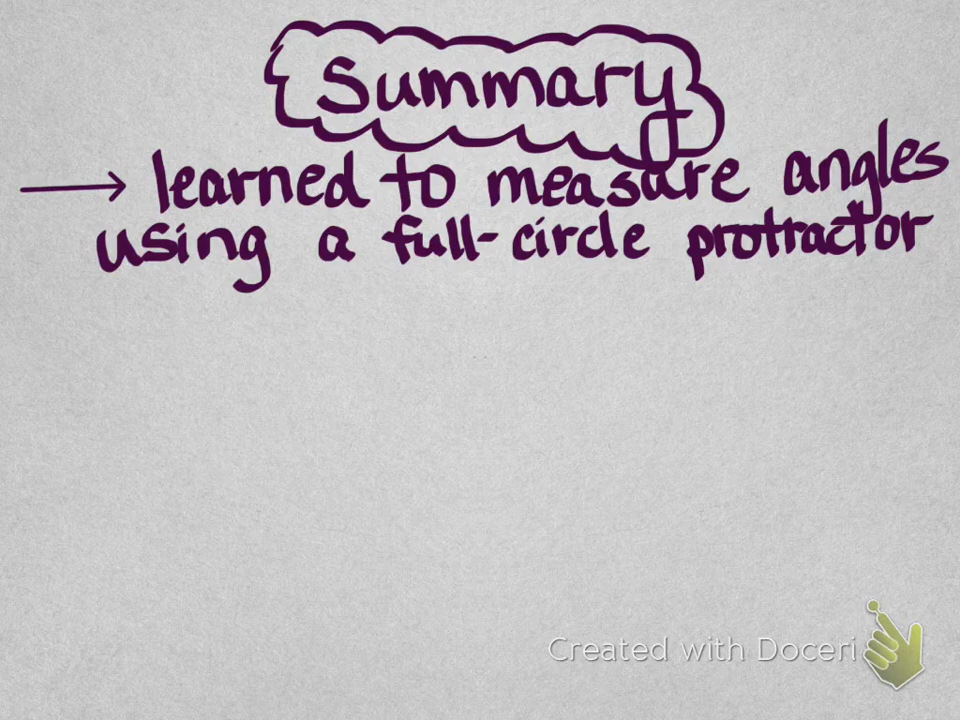 Summary
→ learned to measure angles
using a full-circle protractor
Created with Doceri